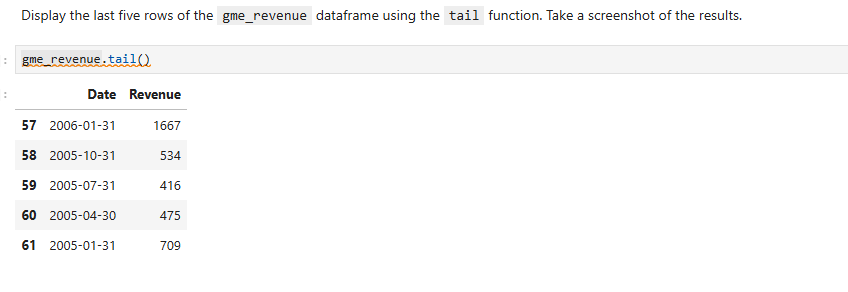 Display the last five rows of the gme_revenue dataframe using the tail function. Take a screenshot of the results.
: gme_revenue.tail()
: Date Revenue
57 2006-01-31 1667
58 2005-10-31 534
59 2005-07-31 416
60 2005-04-30 475
61 2005-01-31 709